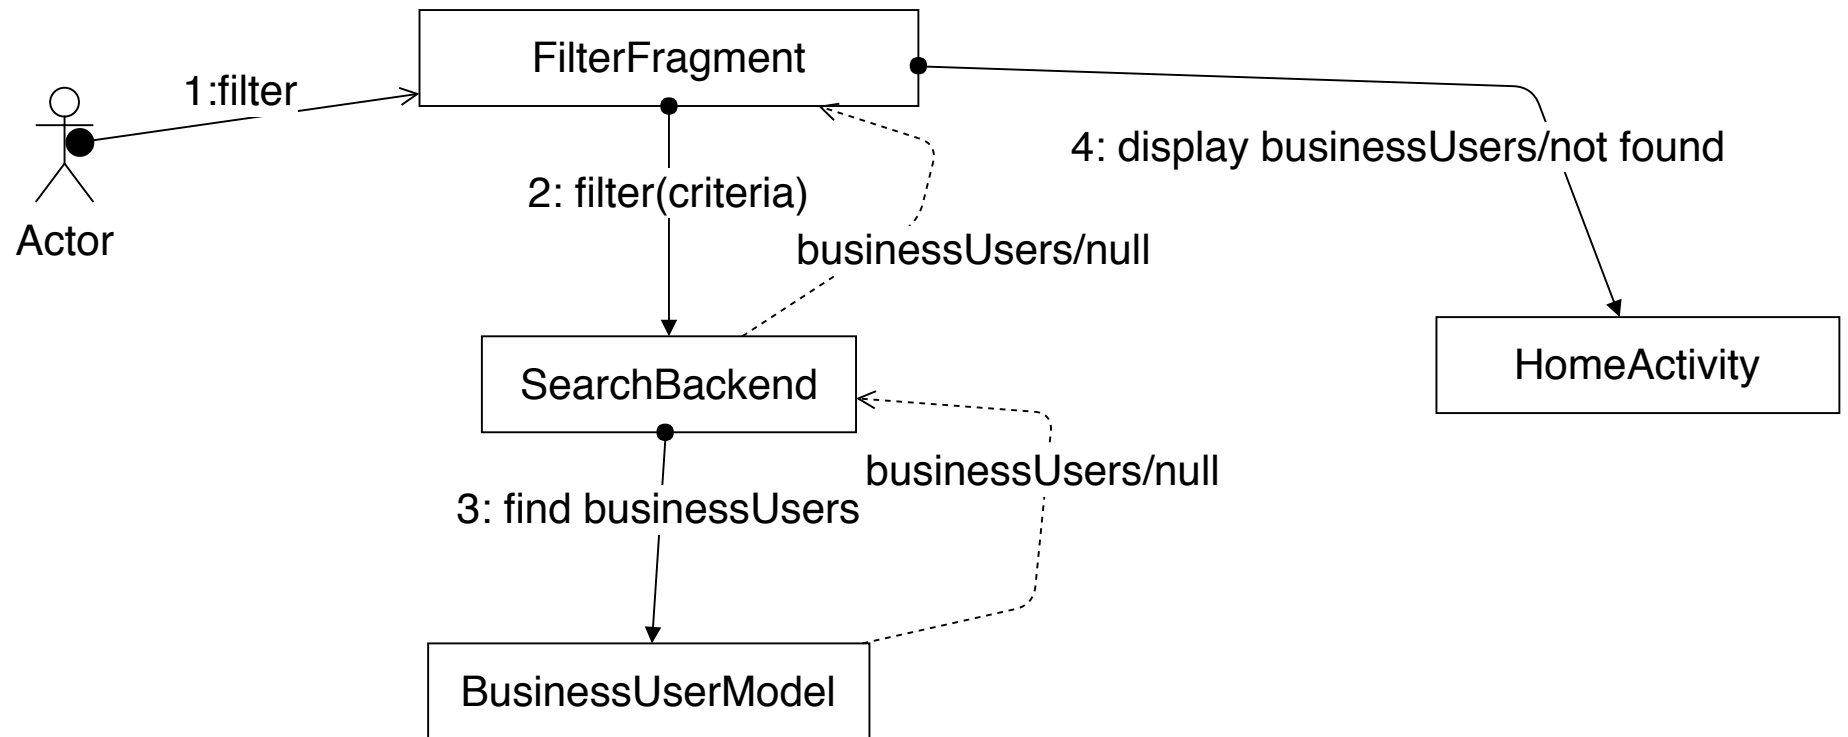 FilterFragment
1:filter
4: display businessUsers/not found
2: filter(criteria)
Actor
businessUsers/null
HomeActivity
SearchBackend
businessUsers/null
3: find businessUsers
BusinessUserModel